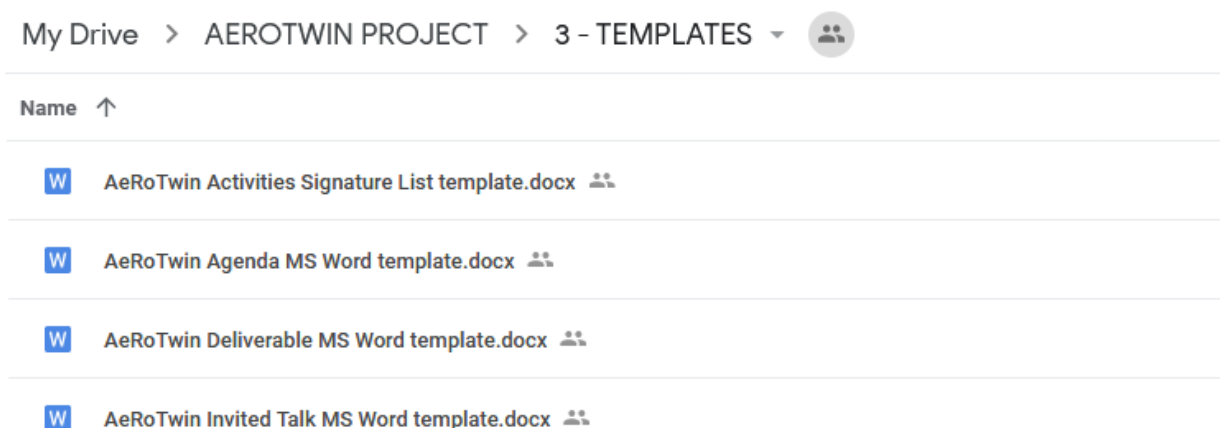 My Drive > AEROTWIN PROJECT > 3 - TEMPLATES
Name ↑
W AeRoTwin Activities Signature List template.docx
W AeRoTwin Agenda MS Word template.docx
W AeRoTwin Deliverable MS Word template.docx
W AeRoTwin Invited Talk MS Word template.docx